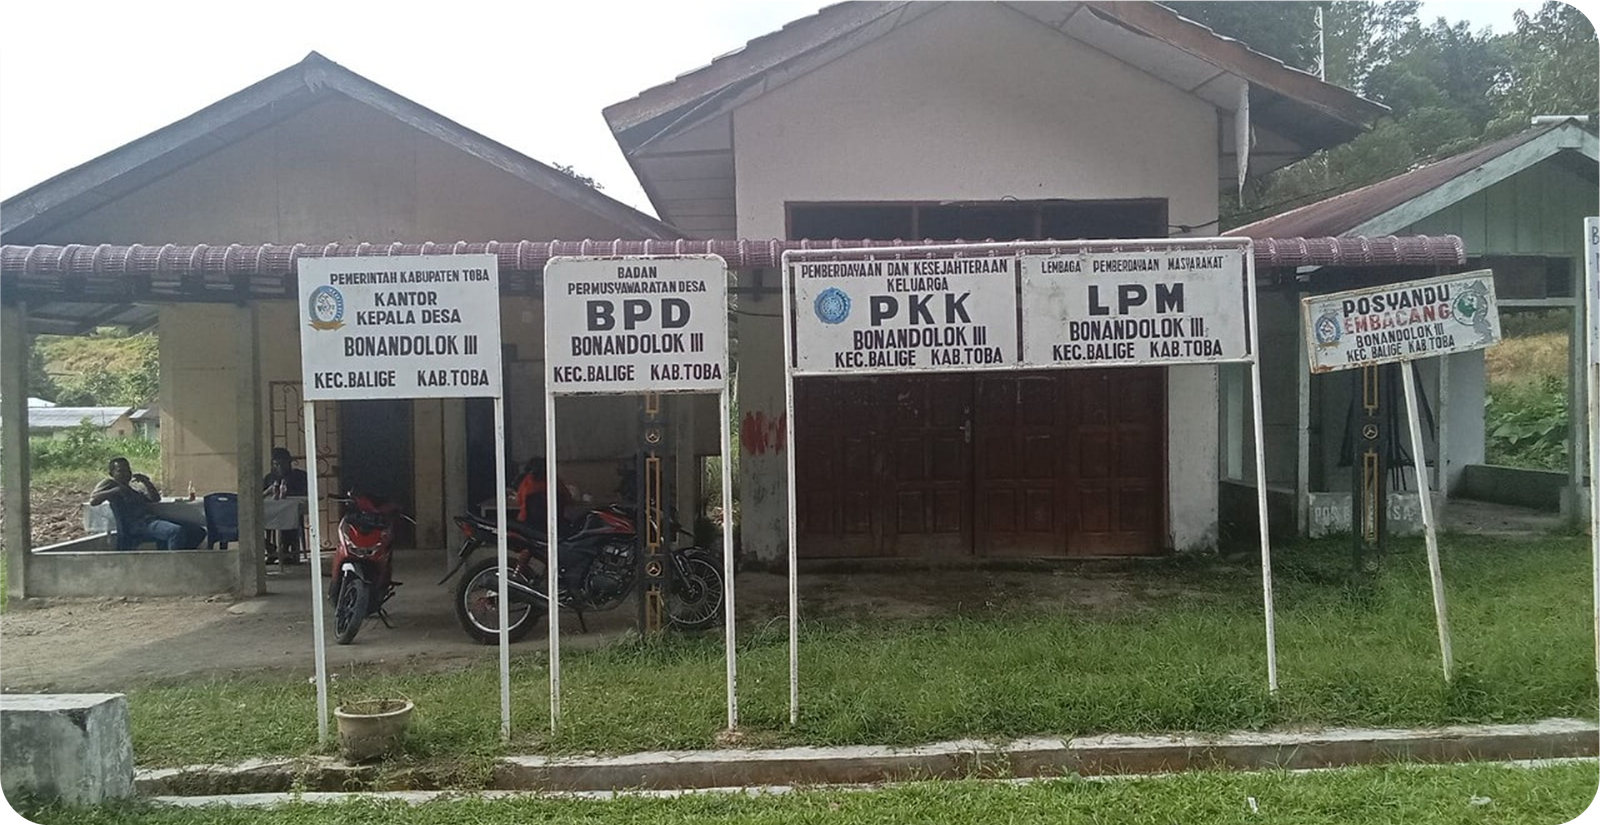 PEMERINTAH KABUPATEN TOBA
KANTOR
KEPALA DESA
BONANDOLOK III
KEC.BALIGE KAB.TOBA
BADAN
PERMUSYAWARATAN DESA
BPD
BONANDOLOK III
KEC.BALIGE KAB.TOBA
PEMBERDAYAAN DAN KESEJAHTERAAN
KELUARGA
PKK
BONANDOLOK III
KEC.BALIGE KAB.TOBA
LEMBAGA PEMBERDAYAAN MASYARAKAT
LPM
BONANDOLOK III
KEC.BALIGE KAB.TOBA
POSYANDU
EMBACANG
BONANDOLOK III
KEC.BALIGE KAB.TOBA